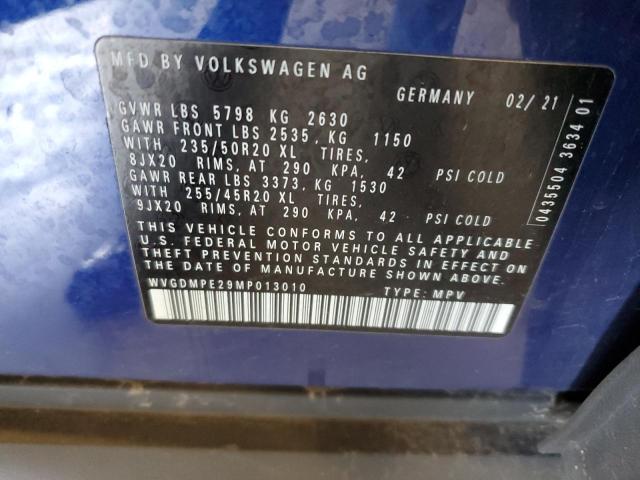 MFD BY VOLKSWAGEN AG
GERMANY 02/21
GVWR LBS 5798 KG 2630
GAWR FRONT LBS 2535, KG 1150
WITH 235/50R20 XL TIRES,
8JX20 RIMS, AT 290 KPA, 42 PSI COLD
GAWR REAR LBS 3373, KG 1530
WITH 255/45R20 XL TIRES,
9JX20 RIMS, AT 290 KPA, 42 PSI COLD
THIS VEHICLE CONFORMS TO ALL APPLICABLE
U.S. FEDERAL MOTOR VEHICLE SAFETY AND
THEFT PREVENTION STANDARDS IN EFFECT ON
THE DATE OF MANUFACTURE SHOWN ABOVE.
WVGDMPE29MP013010 TYPE: MPV
0435504 3634 01